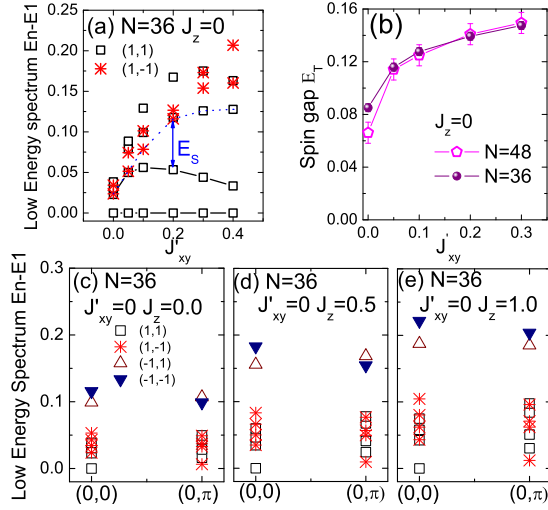 (a) N=36 J_z=0
(1,1)
(1,-1)
E_S
Low Energy spectrum En-E1
0.25
0.20
0.15
0.10
0.05
0.00
0.0 0.1 0.2 0.3 0.4
J'_xy
(b)
J_z=0
N=48
N=36
Spin gap E_T
0.16
0.12
0.08
0.04
0.00
0.0 0.1 0.2 0.3
J'_xy
(c) N=36
J'_xy=0 J_z=0.0
(1,1)
(1,-1)
(-1,1)
(-1,-1)
Low Energy Spectrum En-E1
0.3
0.2
0.1
0.0
(0,0) (0,π)
(d) N=36
J'_xy=0 J_z=0.5
(0,0) (0,π)
(e) N=36
J'_xy=0 J_z=1.0
(0,0) (0,π)